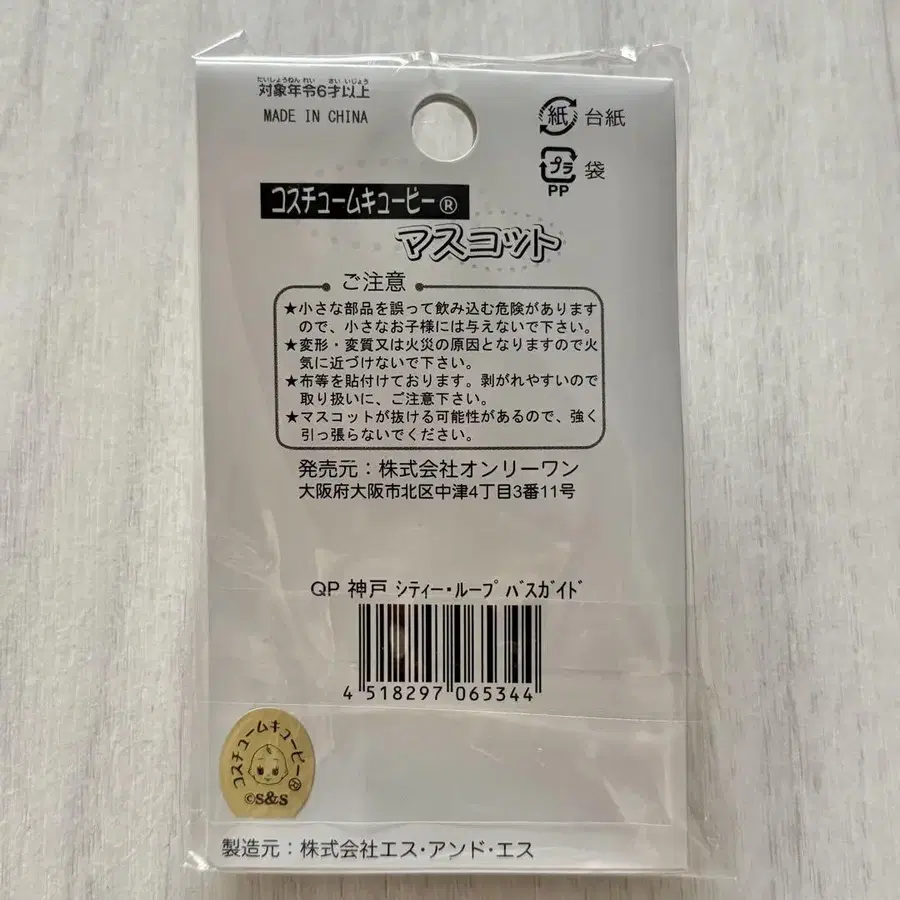 たいしょうねんれい さいいじょう
対象年令6才以上
MADE IN CHINA
紙 台紙
プラ 袋
PP
コスチュームキューピー®
マスコット
ご注意
★小さな部品を誤って飲み込む危険があります
ので、小さなお子様には与えないで下さい。
★変形・変質又は火災の原因となりますので火
気に近づけないで下さい。
★布等を貼付けております。剥がれやすいので
取り扱いに、ご注意下さい。
★マスコットが抜ける可能性があるので、強く
引っ張らないでください。
発売元：株式会社オンリーワン
大阪府大阪市北区中津4丁目3番11号
QP 神戸 シティー・ループ バスガイド
4 518297 065344
コスチュームキューピー®
©S&S
製造元：株式会社エス・アンド・エス